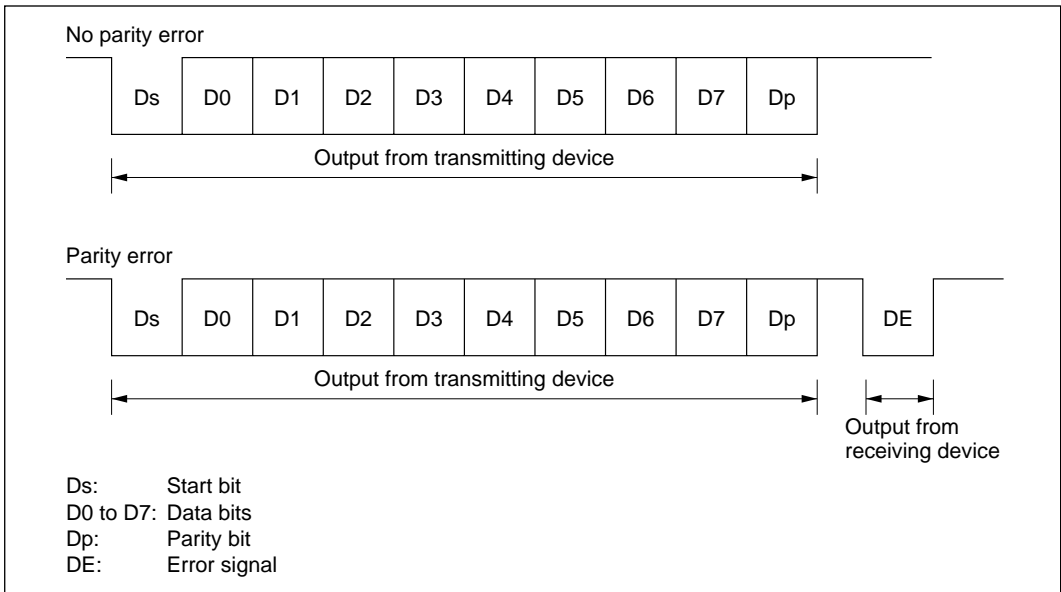 No parity error
Ds D0 D1 D2 D3 D4 D5 D6 D7 Dp
Output from transmitting device
Parity error
Ds D0 D1 D2 D3 D4 D5 D6 D7 Dp DE
Output from transmitting device
Output from
receiving device
Ds: Start bit
D0 to D7: Data bits
Dp: Parity bit
DE: Error signal